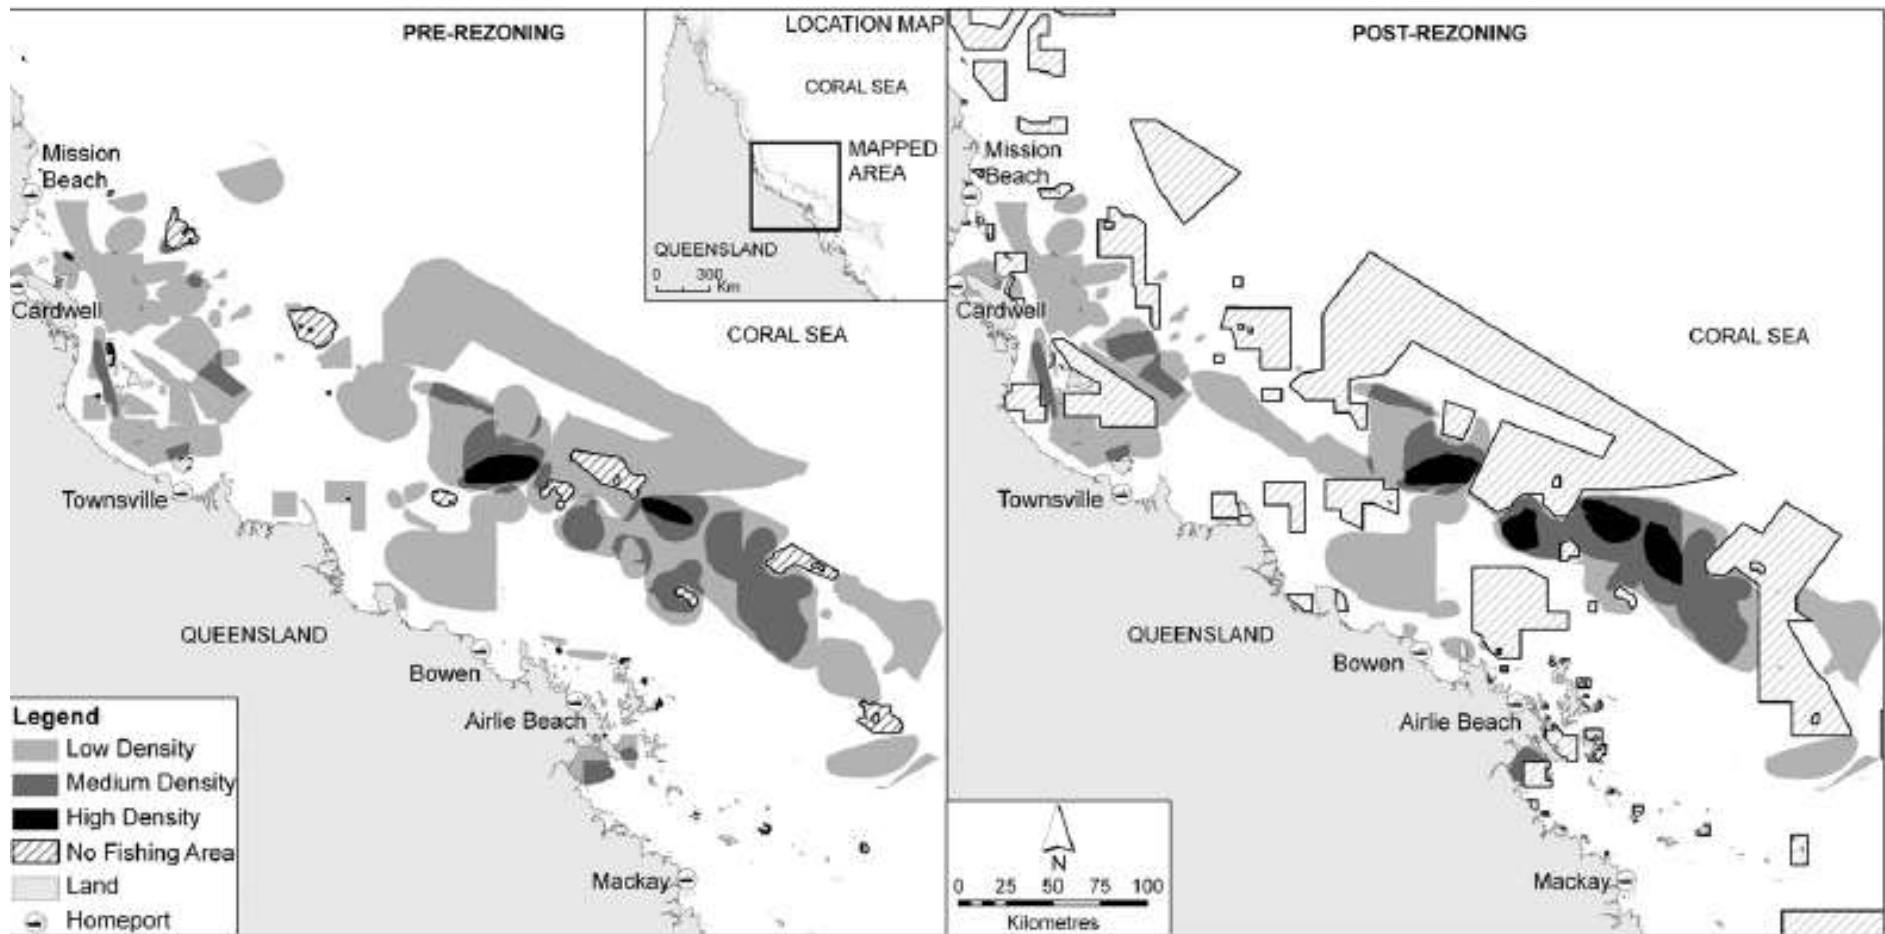 PRE-REZONING
LOCATION MAP
CORAL SEA
MAPPED
AREA
QUEENSLAND
0 300
Km
Mission
Beach
Cardwell
CORAL SEA
Townsville
QUEENSLAND
Bowen
Airlie Beach
Mackay
Legend
Low Density
Medium Density
High Density
No Fishing Area
Land
Homeport
POST-REZONING
Mission
Beach
Cardwell
CORAL SEA
Townsville
QUEENSLAND
Bowen
Airlie Beach
Mackay
N
0 25 50 75 100
Kilometres